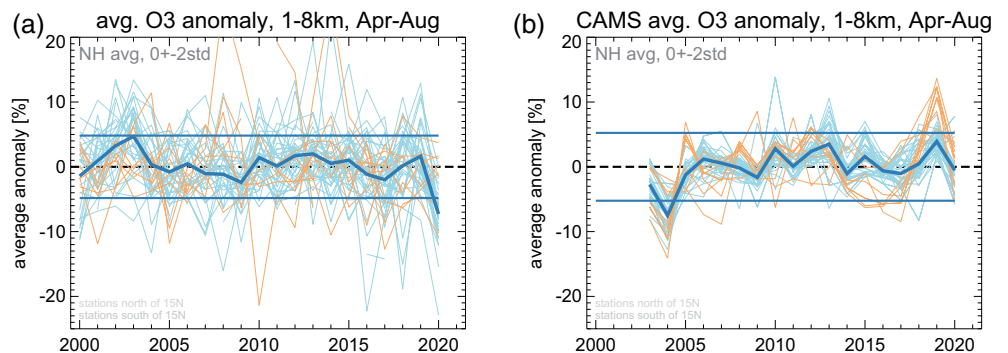 (a) avg. O3 anomaly, 1-8km, Apr-Aug
average anomaly [%]
20
10
0
-10
-20
NH avg, 0+-2std
stations north of 15N
stations south of 15N
2000 2005 2010 2015 2020
(b) CAMS avg. O3 anomaly, 1-8km, Apr-Aug
average anomaly [%]
20
10
0
-10
-20
NH avg, 0+-2std
stations north of 15N
stations south of 15N
2000 2005 2010 2015 2020